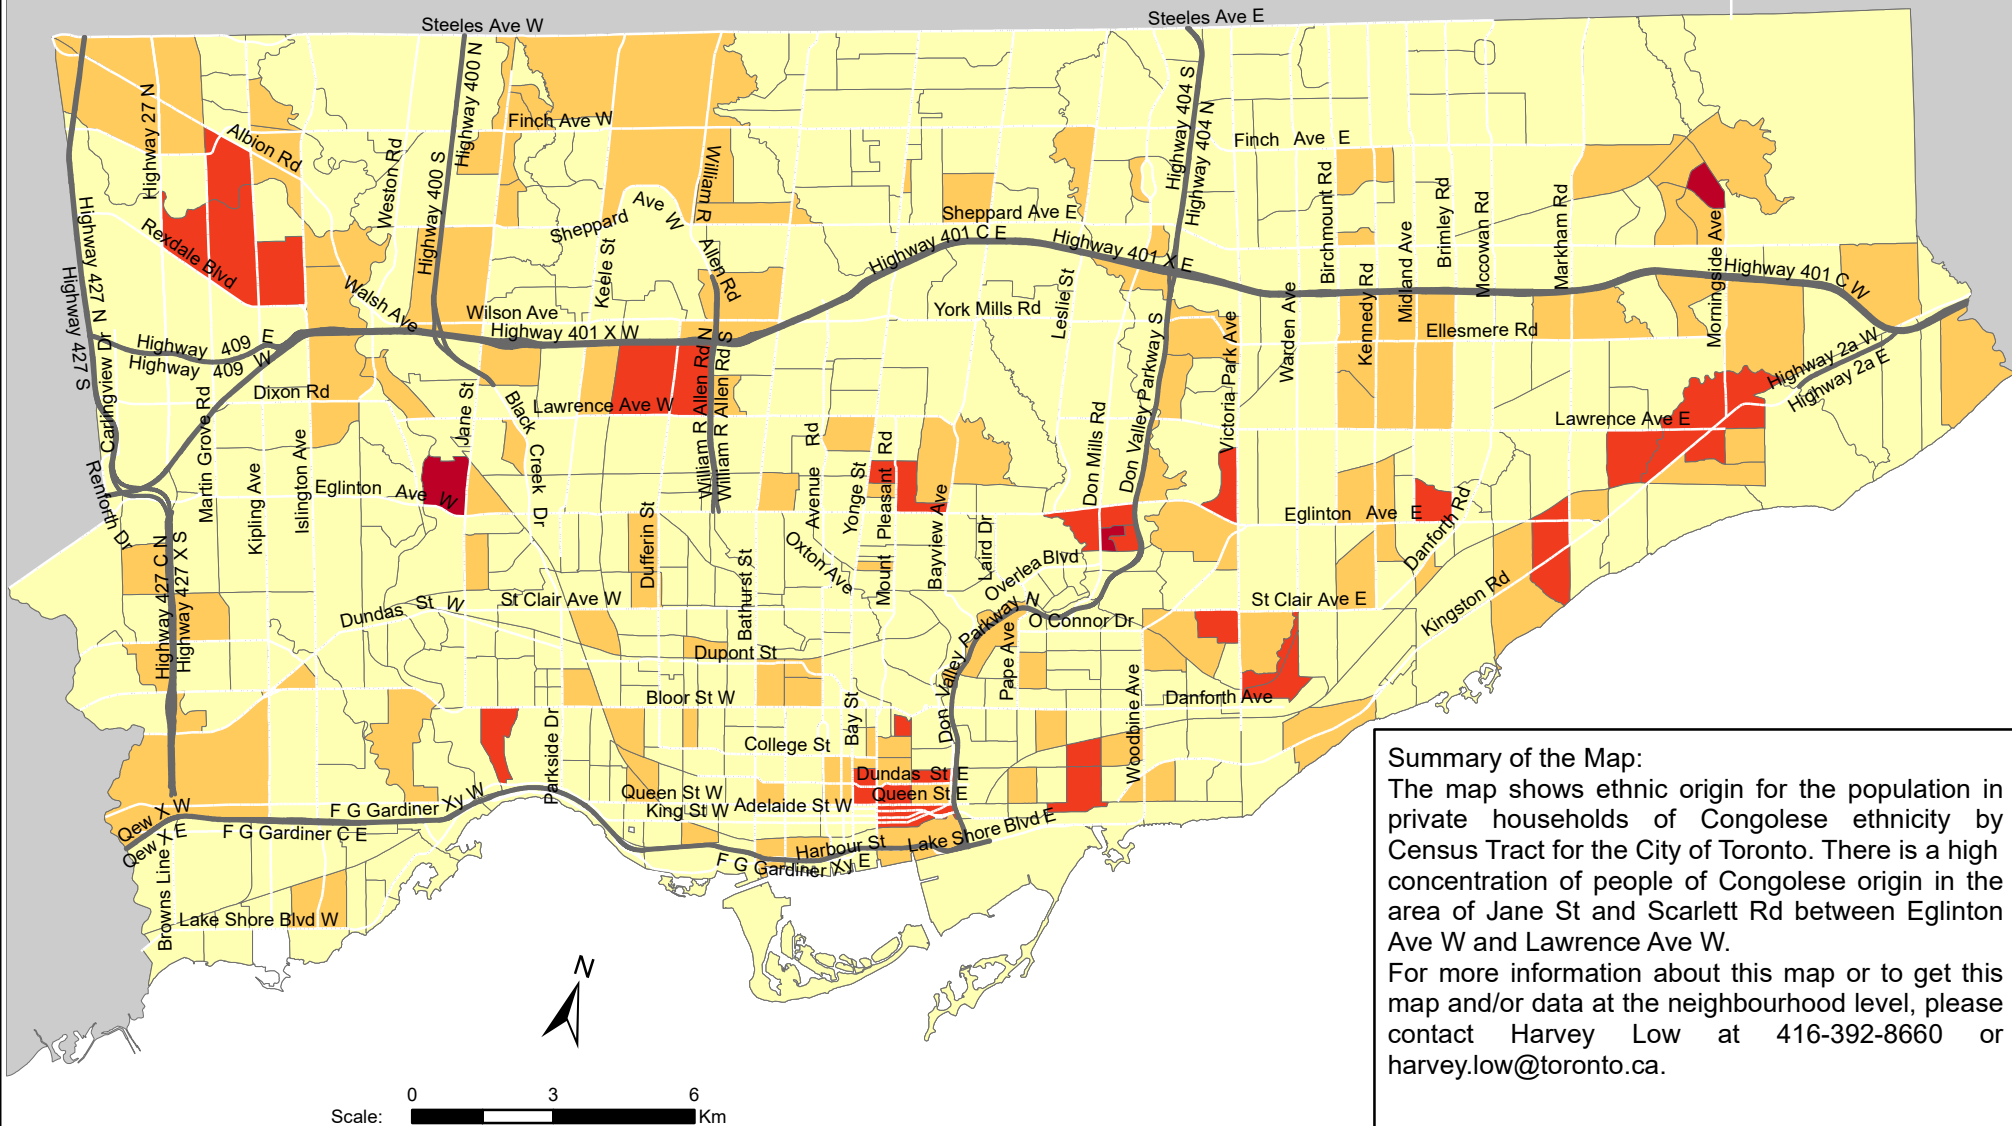 Steeles Ave W
Steeles Ave E
Highway 400 N
Highway 404 S
Highway 404 N
Highway 27 N
Albion Rd
Finch Ave W
Finch Ave E
Weston Rd
Highway 400 S
William R Allen Rd
Sheppard Ave W
Sheppard Ave E
Keele St
Rexdale Blvd
Highway 427 N
Highway 427 S
Walsh Ave
Wilson Ave
Highway 401 X W
Highway 401 C E
Highway 401 X E
Highway 401 C W
York Mills Rd
Leslie St
Birchmount Rd
Midland Ave
Brimley Rd
Mccowan Rd
Markham Rd
Morningside Ave
Kennedy Rd
Warden Ave
Victoria Park Ave
Ellesmere Rd
Highway 2a W
Highway 2a E
Highway 409 E
Highway 409 W
Carlingview Dr
Martin Grove Rd
Dixon Rd
Jane St
Black Creek Dr
Lawrence Ave W
Lawrence Ave E
William R Allen Rd N
William R Allen Rd S
Don Valley Parkway S
Don Mills Rd
Renforth Dr
Kipling Ave
Islington Ave
Eglinton Ave W
Eglinton Ave E
Dufferin St
Bathurst St
Avenue Rd
Yonge St
Mount Pleasant Rd
Bayview Ave
Laird Dr
Oxton Ave
Overlea Blvd
Danforth Rd
Kingston Rd
Highway 427 C N
Highway 427 X S
Dundas St W
St Clair Ave W
St Clair Ave E
O Connor Dr
Don Valley Parkway N
Pape Ave
Dupont St
Bloor St W
Danforth Ave
Woodbine Ave
Parkside Dr
Bay St
College St
Dundas St E
Queen St W
Queen St E
King St W
Adelaide St W
Qew X W
Qew X E
F G Gardiner Xy W
F G Gardiner C E
F G Gardiner Xy E
Harbour St
Lake Shore Blvd E
Browns Line
Lake Shore Blvd W
N
0 3 6
Scale: Km
Summary of the Map:
The map shows ethnic origin for the population in
private households of Congolese ethnicity by
Census Tract for the City of Toronto. There is a high
concentration of people of Congolese origin in the
area of Jane St and Scarlett Rd between Eglinton
Ave W and Lawrence Ave W.
For more information about this map or to get this
map and/or data at the neighbourhood level, please
contact Harvey Low at 416-392-8660 or
harvey.low@toronto.ca.